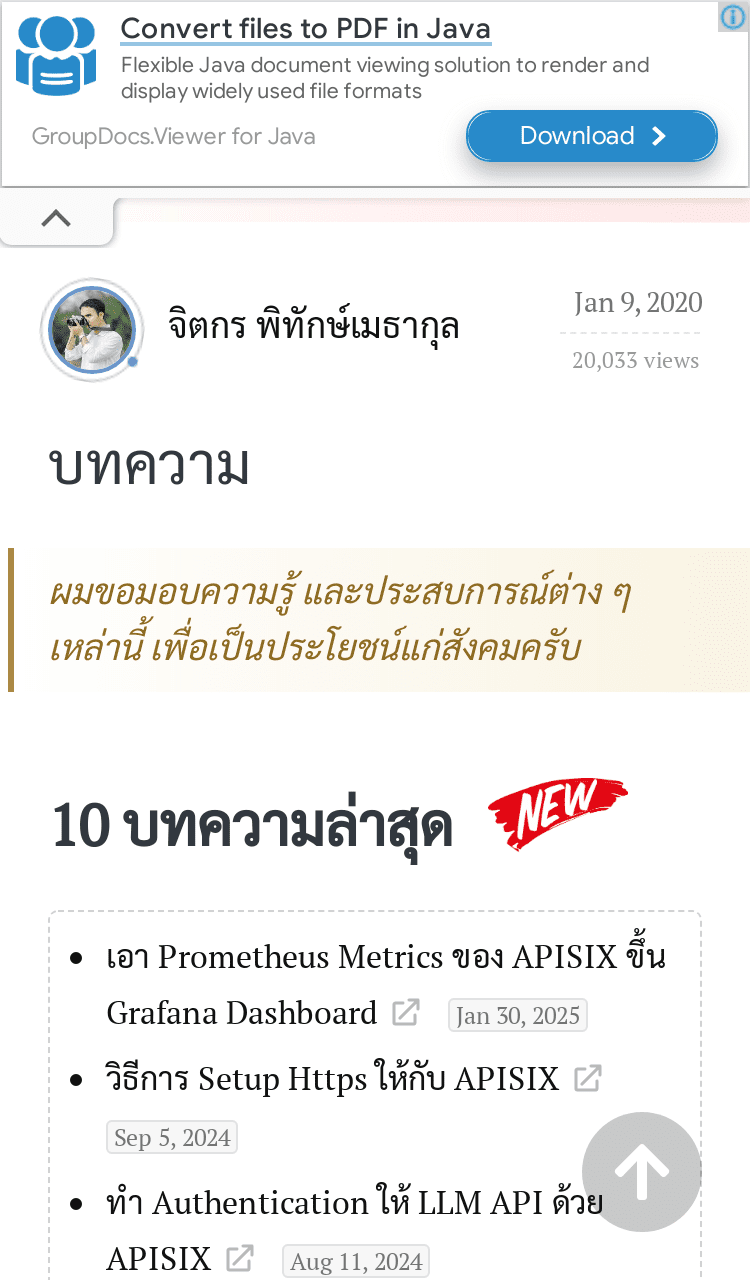 Convert files to PDF in Java
Flexible Java document viewing solution to render and
display widely used file formats
GroupDocs.Viewer for Java
Download
จิตกร พิทักษ์เมธากุล
Jan 9, 2020
20,033 views
บทความ
ผมขอมอบความรู้ และประสบการณ์ต่าง ๆ
เหล่านี้ เพื่อเป็นประโยชน์แก่สังคมครับ
10 บทความล่าสุด NEW
เอา Prometheus Metrics ของ APISIX ขึ้น
Grafana Dashboard Jan 30, 2025
วิธีการ Setup Https ให้กับ APISIX
Sep 5, 2024
ทำ Authentication ให้ LLM API ด้วย
APISIX Aug 11, 2024